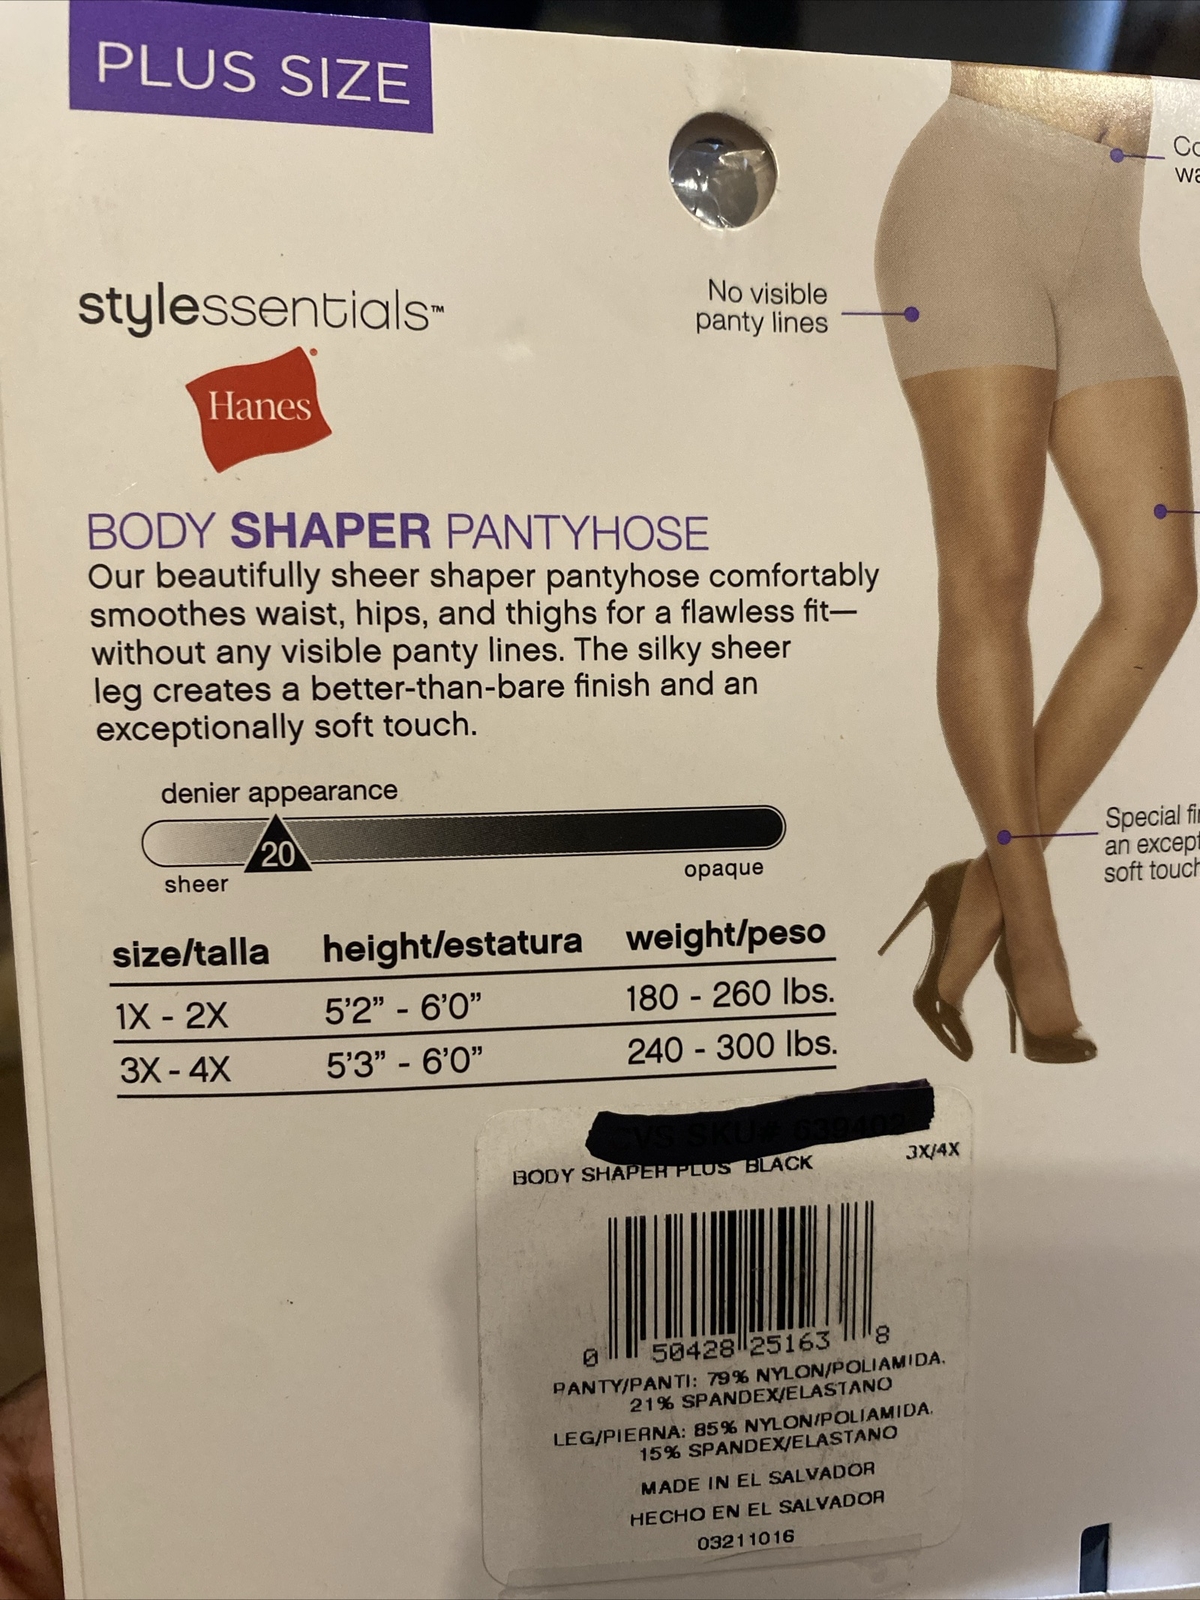 PLUS SIZE
stylessentials™
Hanes
No visible
panty lines
BODY SHAPER PANTYHOSE
Our beautifully sheer shaper pantyhose comfortably
smoothes waist, hips, and thighs for a flawless fit—
without any visible panty lines. The silky sheer
leg creates a better-than-bare finish and an
exceptionally soft touch.
Special
an
soft
denier appearance
20
sheer opaque
size/talla height/estatura weight/peso
1X - 2X 5'2" - 6'0" 180 - 260 lbs.
3X - 4X 5'3" - 6'0" 240 - 300 lbs.
CVS SKU# 639402
BODY SHAPER PLUS BLACK 3X/4X
0 50428 25163 8
PANTY/PANTI: 79% NYLON/POLIAMIDA.
21% SPANDEX/ELASTANO
LEG/PIERNA: 85% NYLON/POLIAMIDA.
15% SPANDEX/ELASTANO
MADE IN EL SALVADOR
HECHO EN EL SALVADOR
03211016